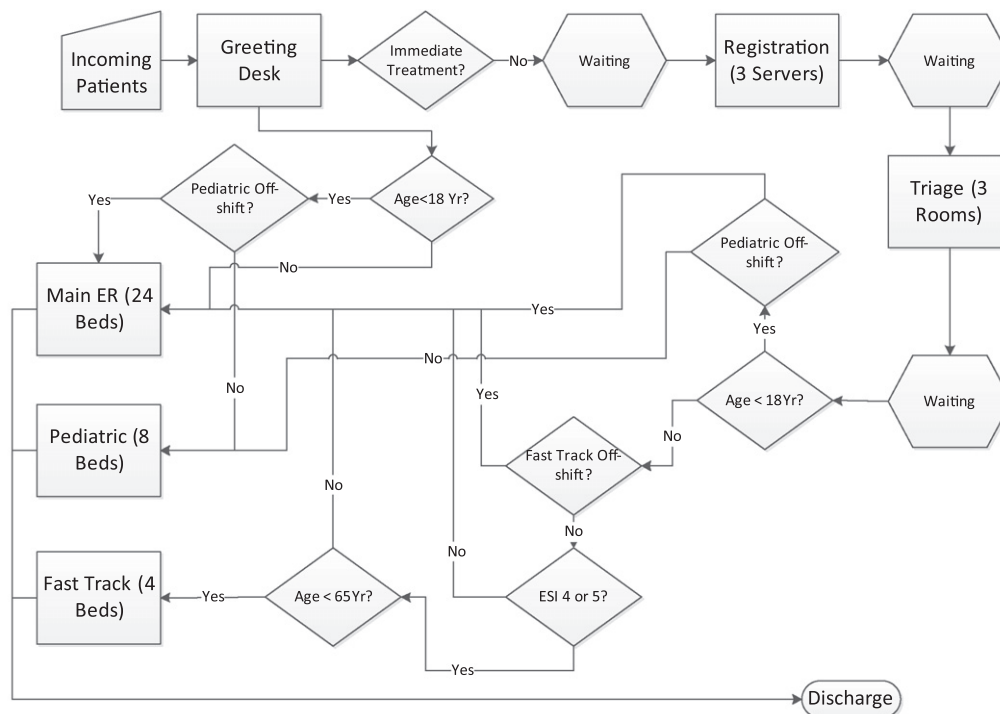 Incoming
Patients
Greeting
Desk
Immediate
Treatment?
No
Waiting
Registration
(3 Servers)
Waiting
Pediatric Off-
shift?
Yes
Age<18 Yr?
Yes
Triage (3
Rooms)
Pediatric Off-
shift?
No
Main ER (24
Beds)
Yes
Yes
No
No
Yes
Age < 18Yr?
Waiting
Pediatric (8
Beds)
No
Fast Track Off-
shift?
No
No
No
Fast Track (4
Beds)
Yes
Age < 65Yr?
ESI 4 or 5?
Yes
Discharge